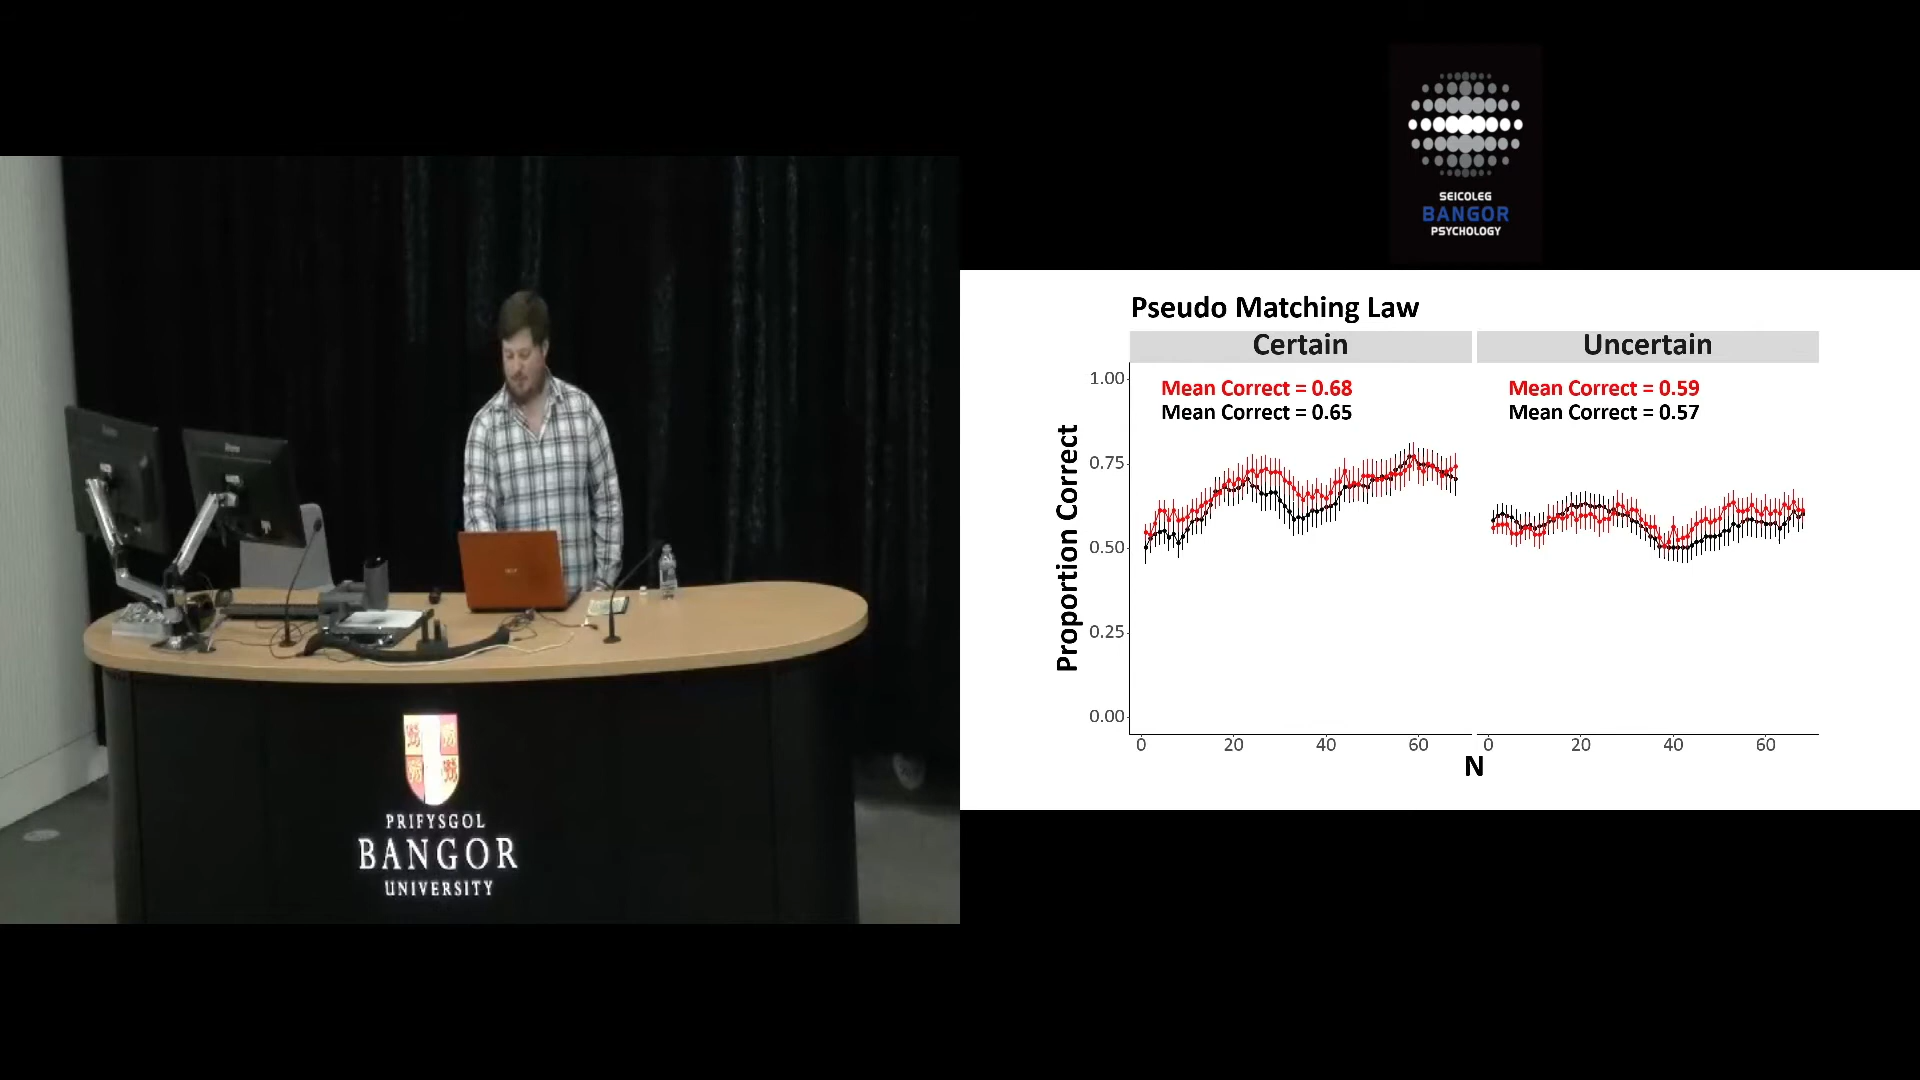 SEICOLEG
BANGOR
PSYCHOLOGY
Pseudo Matching Law
Certain
Uncertain
Mean Correct = 0.68
Mean Correct = 0.65
Mean Correct = 0.59
Mean Correct = 0.57
Proportion Correct
1.00
0.75
0.50
0.25
0.00
0 20 40 60
0 20 40 60
N
acer
PRIFYSGOL
BANGOR
UNIVERSITY